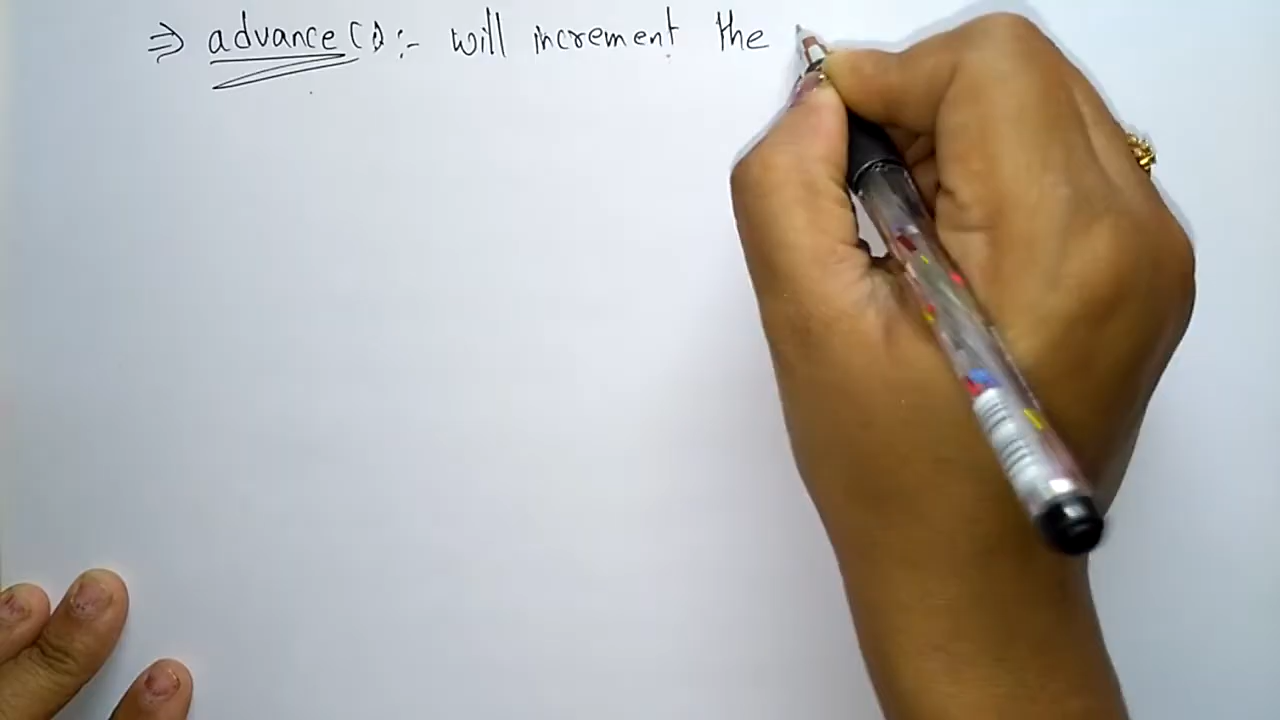 ⇒ advance():- will increment the